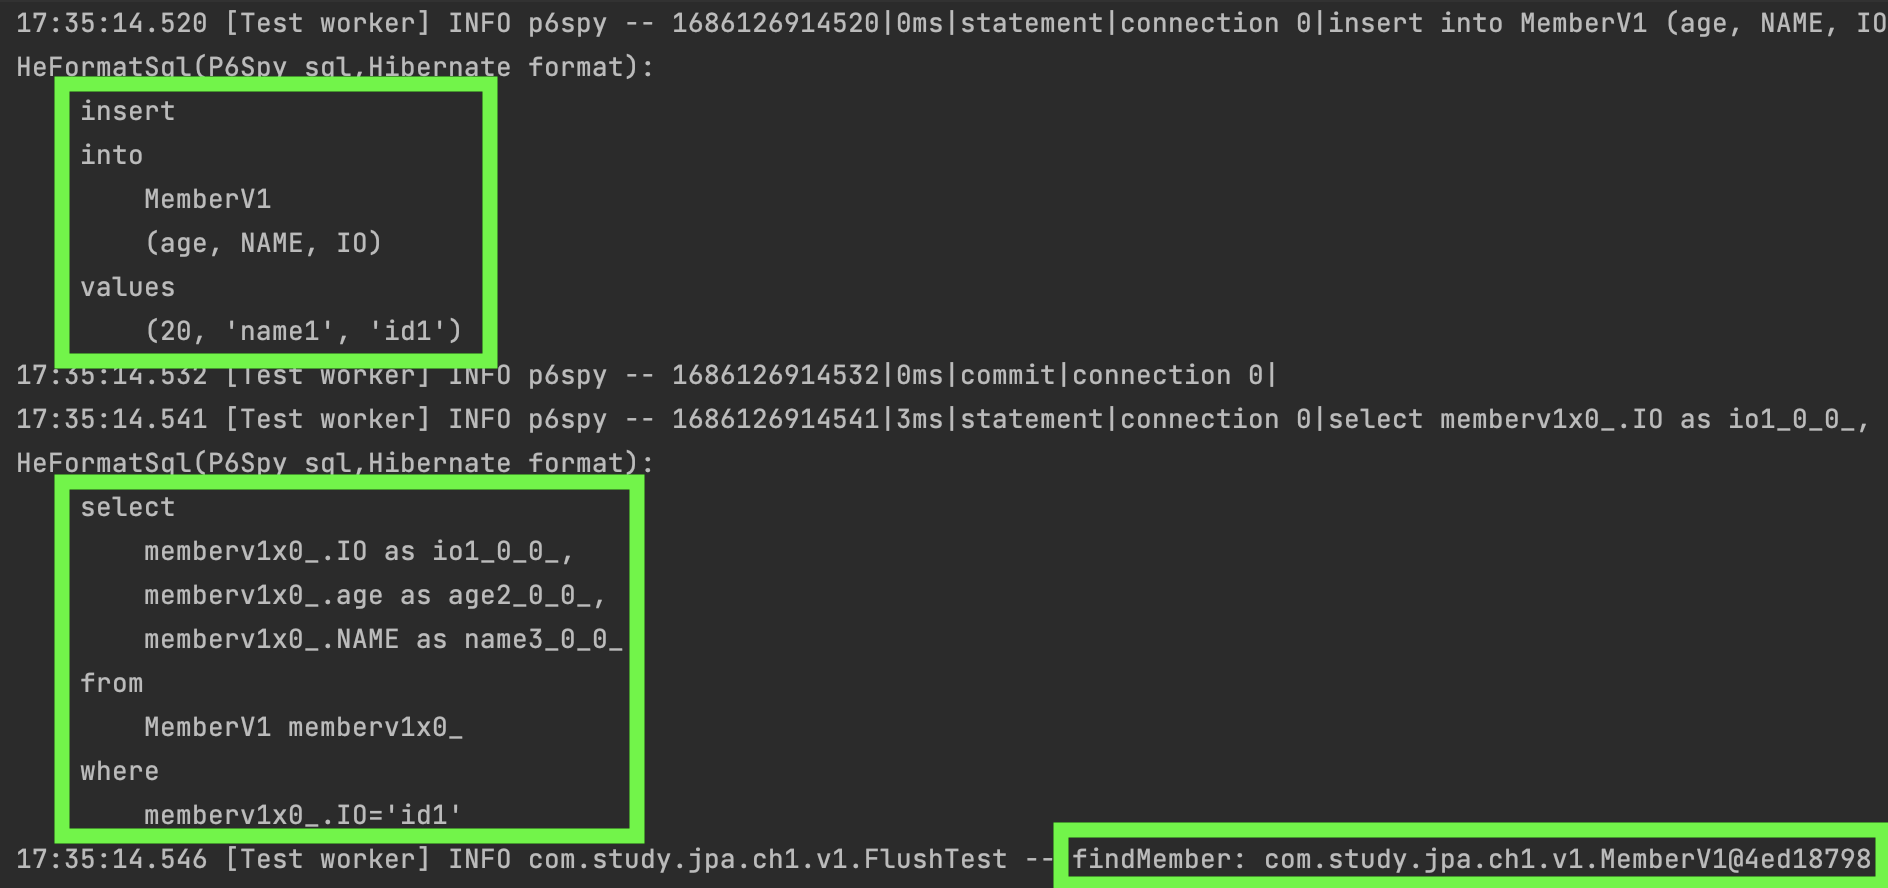 17:35:14.520 [Test worker] INFO p6spy -- 1686126914520|0ms|statement|connection 0|insert into MemberV1 (age, NAME, IO
HeFormatSql(P6Spy sql,Hibernate format):
    insert
    into
        MemberV1
        (age, NAME, IO)
    values
        (20, 'name1', 'id1')
17:35:14.532 [Test worker] INFO p6spy -- 1686126914532|0ms|commit|connection 0|
17:35:14.541 [Test worker] INFO p6spy -- 1686126914541|3ms|statement|connection 0|select memberv1x0_.IO as io1_0_0_,
HeFormatSql(P6Spy sql,Hibernate format):
    select
        memberv1x0_.IO as io1_0_0_,
        memberv1x0_.age as age2_0_0_,
        memberv1x0_.NAME as name3_0_0_
    from
        MemberV1 memberv1x0_
    where
        memberv1x0_.IO='id1'
17:35:14.546 [Test worker] INFO com.study.jpa.ch1.v1.FlushTest -- findMember: com.study.jpa.ch1.v1.MemberV1@4ed18798